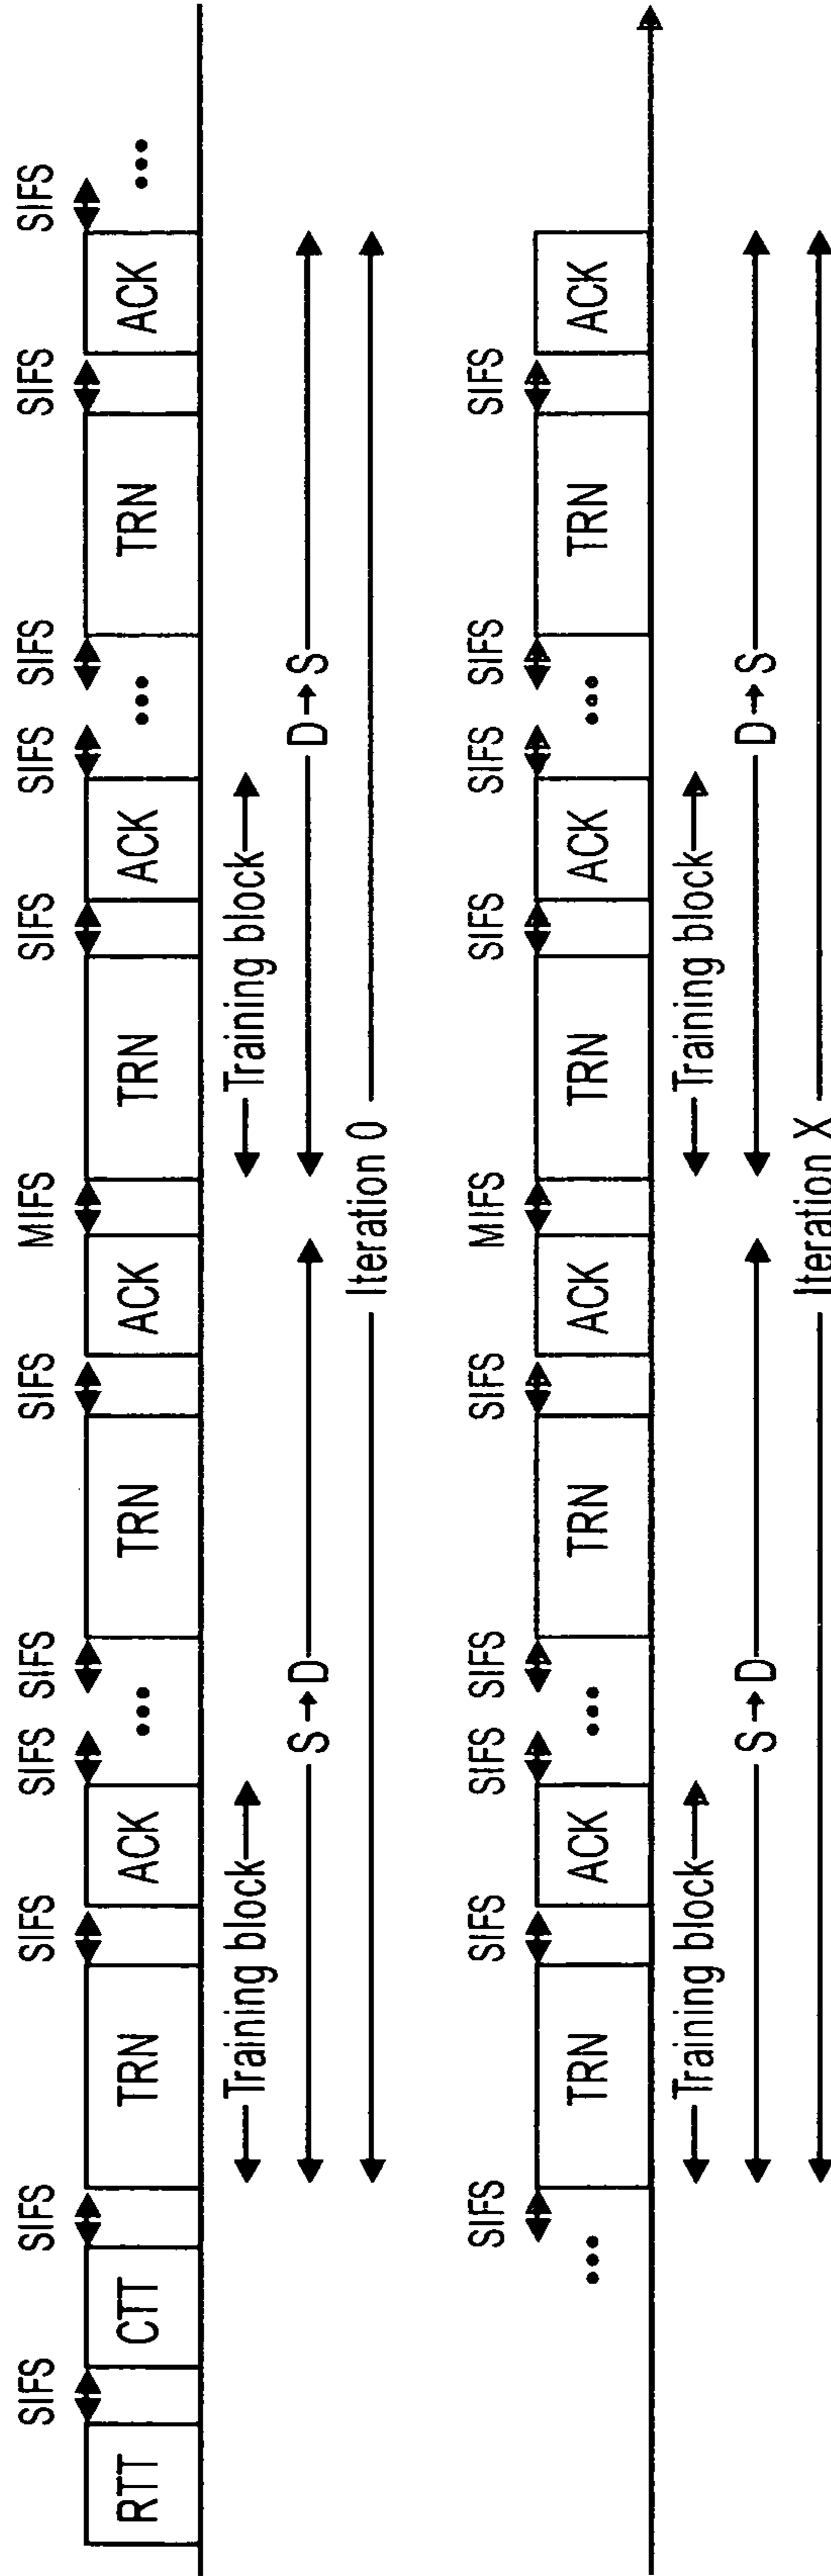 SIFS SIFS SIFS SIFS SIFS SIFS MIFS SIFS SIFS SIFS SIFS SIFS
RTT CTT TRN ACK ••• TRN ACK TRN ACK ••• TRN ACK •••
Training block Training block
S→D D→S
Iteration 0
SIFS SIFS SIFS SIFS SIFS MIFS SIFS SIFS SIFS SIFS
••• TRN ACK ••• TRN ACK TRN ACK ••• TRN ACK
Training block Training block
S→D D→S
Iteration X